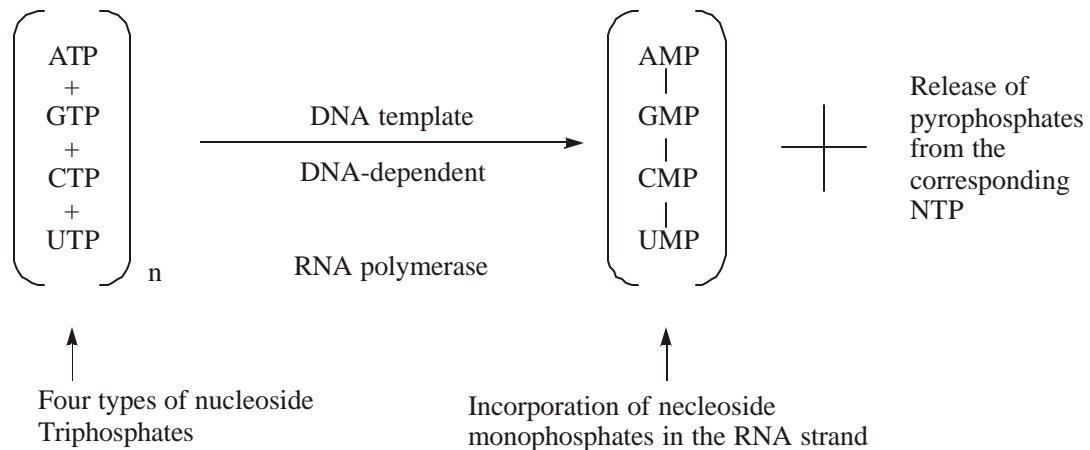 ATP
+
GTP
+
CTP
+
UTP
n
DNA template
DNA-dependent
RNA polymerase
AMP
GMP
CMP
UMP
Release of
pyrophosphates
from the
corresponding
NTP
Four types of nucleoside
Triphosphates
Incorporation of necleoside
monophosphates in the RNA strand